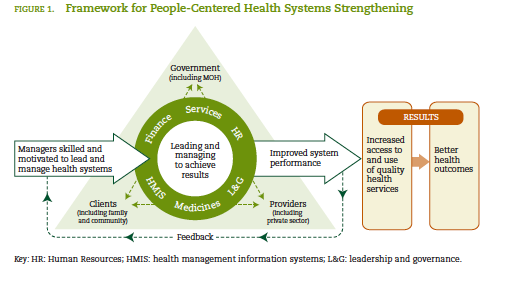 FIGURE 1. Framework for People-Centered Health Systems Strengthening
Government
(including MOH)
Finance
Services
HR
L&G
Medicines
HMIS
Leading and
managing
to achieve
results
Managers skilled and
motivated to lead and
manage health systems
Improved system
performance
Clients
(including family
and community)
Providers
(including
private sector)
Feedback
RESULTS
Increased
access to
and use
of quality
health
services
Better
health
outcomes
Key: HR: Human Resources; HMIS: health management information systems; L&G: leadership and governance.